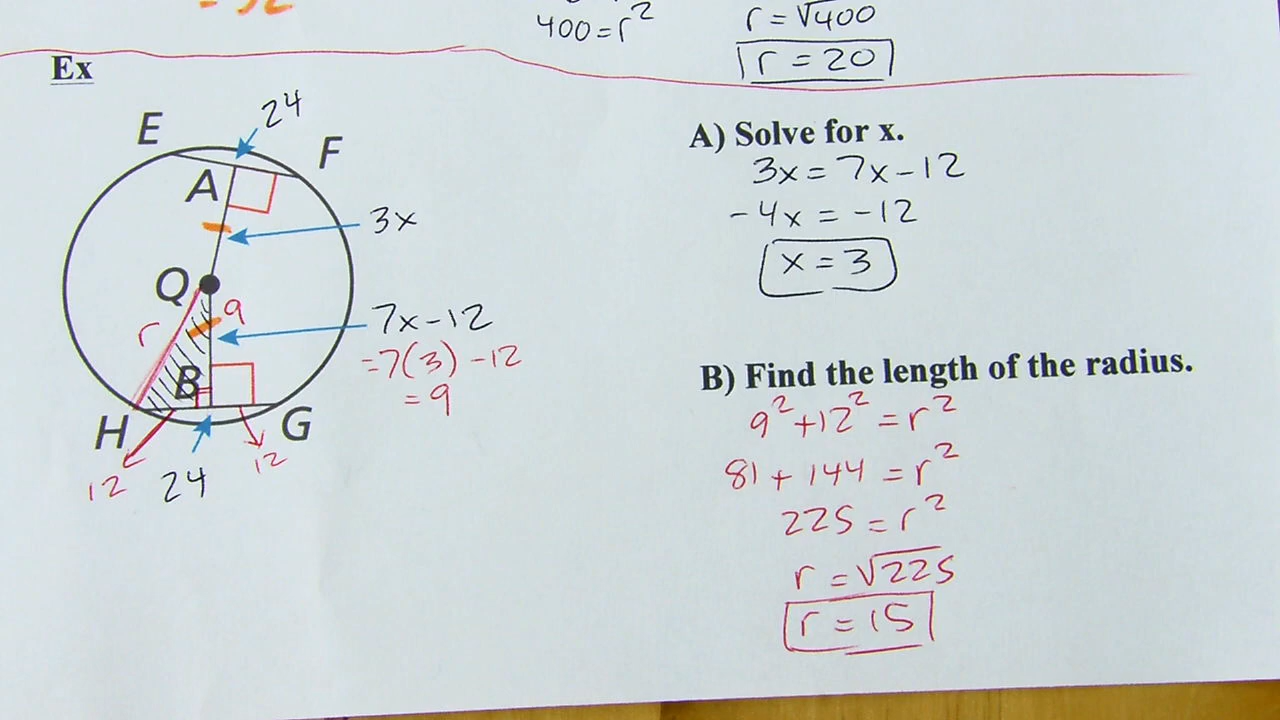 400 = r²
r = √400
r = 20
Ex
24
E
F
A
3x
Q
9
r
7x-12
= 7(3) - 12
= 9
B
H
G
12
24
12
A) Solve for x.
3x = 7x - 12
-4x = -12
x = 3
B) Find the length of the radius.
9² + 12² = r²
81 + 144 = r²
225 = r²
r = √225
r = 15